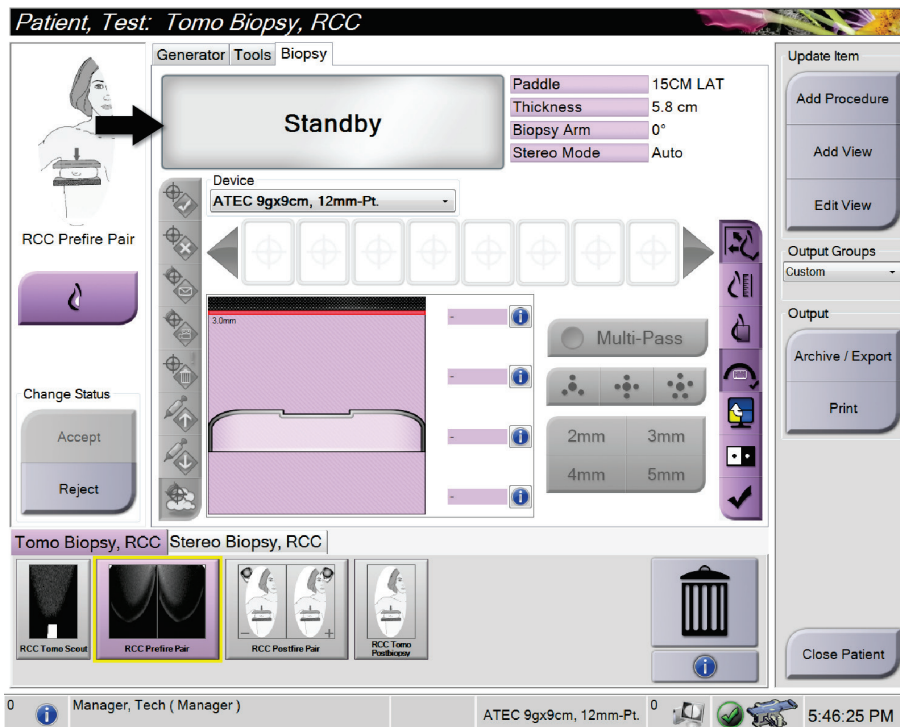 Patient, Test:  Tomo Biopsy, RCC
Generator Tools Biopsy
Standby
Paddle 15CM LAT
Thickness 5.8 cm
Biopsy Arm 0°
Stereo Mode Auto
Device
ATEC 9gx9cm, 12mm-Pt.
RCC Prefire Pair
3.0mm
-
-
-
-
Multi-Pass
2mm 3mm
4mm 5mm
Change Status
Accept
Reject
Update Item
Add Procedure
Add View
Edit View
Output Groups
Custom
Output
Archive / Export
Print
Tomo Biopsy, RCC Stereo Biopsy, RCC
RCC Tomo Scout
RCC Prefire Pair
- +
RCC Postfire Pair
RCC Tomo
Postbiopsy
Close Patient
0 Manager, Tech ( Manager ) ATEC 9gx9cm, 12mm-Pt. 0 5:46:25 PM